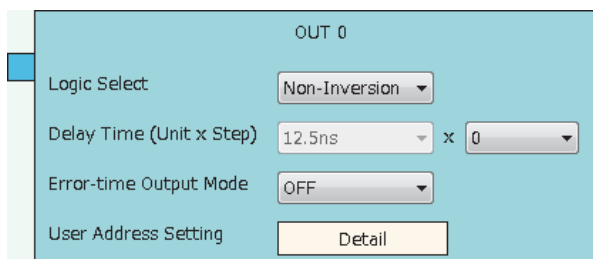 OUT 0
Logic Select Non-Inversion
Delay Time (Unit x Step) 12.5ns x 0
Error-time Output Mode OFF
User Address Setting Detail